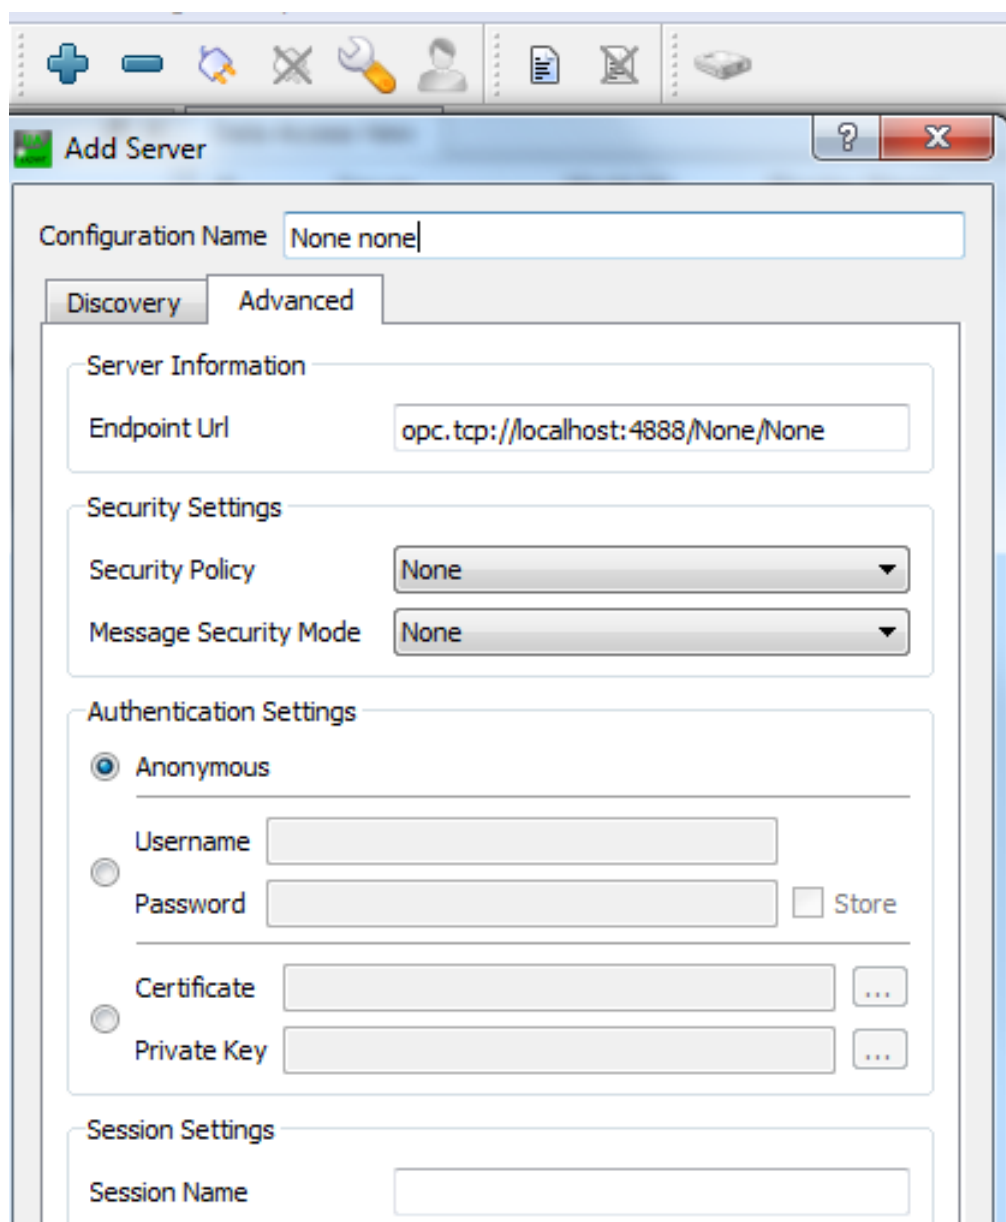 Add Server
Configuration Name None none
Discovery Advanced
Server Information
Endpoint Url opc.tcp://localhost:4888/None/None
Security Settings
Security Policy None
Message Security Mode None
Authentication Settings
Anonymous
Username
Password Store
Certificate ...
Private Key ...
Session Settings
Session Name